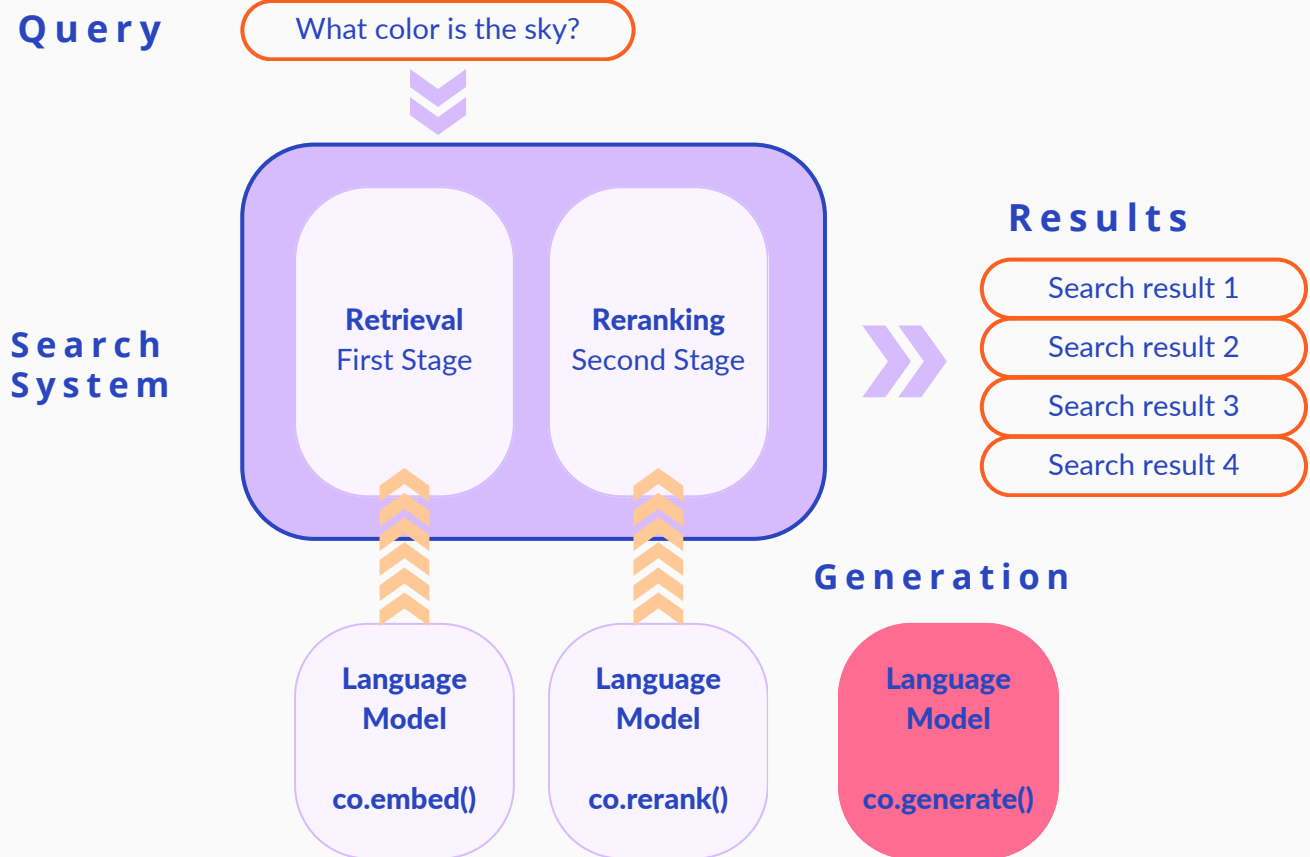 Query
What color is the sky?
Search
System
Retrieval
First Stage
Reranking
Second Stage
Results
Search result 1
Search result 2
Search result 3
Search result 4
Language
Model
co.embed()
Language
Model
co.rerank()
Generation
Language
Model
co.generate()